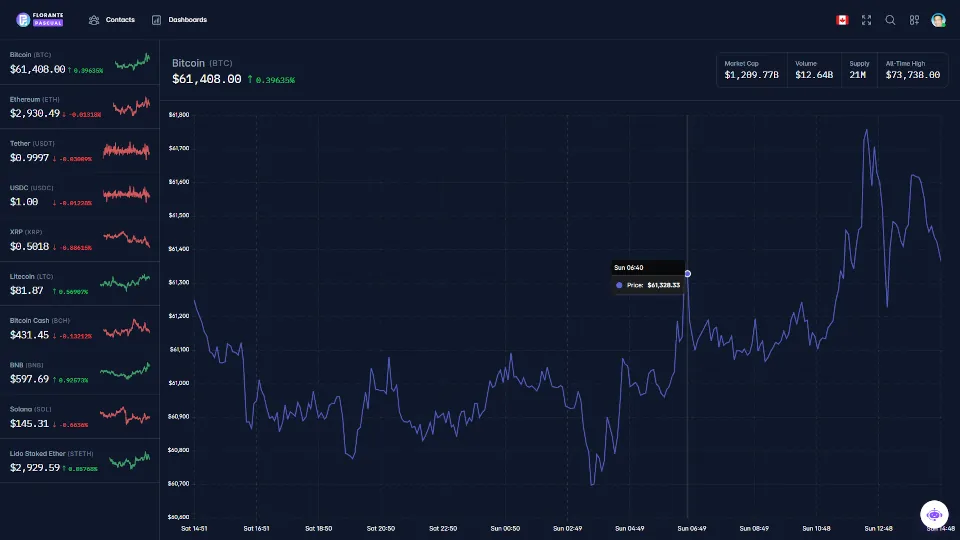 FLORANTE
PASCUAL
Contacts
Dashboards
Bitcoin (BTC)
$61,408.00 ↑ 0.39635%
Ethereum (ETH)
$2,930.49 ↓ -0.01318%
Tether (USDT)
$0.9997 ↓ -0.03009%
USDC (USDC)
$1.00 ↓ -0.01228%
XRP (XRP)
$0.5018 ↓ -0.88615%
Litecoin (LTC)
$81.87 ↑ 0.56907%
Bitcoin Cash (BCH)
$431.45 ↓ -0.13212%
BNB (BNB)
$597.69 ↑ 0.92673%
Solana (SOL)
$145.31 ↓ -0.6636%
Lido Staked Ether (STETH)
$2,929.59 ↑
Bitcoin (BTC)
$61,408.00 ↑ 0.39635%
Market Cap
$1,209.77B
Volume
$12.64B
Supply
21M
All-Time High
$73,738.00
$61,800
$61,700
$61,600
$61,500
$61,400
$61,300
$61,200
$61,100
$61,000
$60,900
$60,800
$60,700
$60,600
Sun 06:40
Price: $61,328.33
Sat 14:51
Sat 16:51
Sat 18:50
Sat 20:50
Sat 22:50
Sun 00:50
Sun 02:49
Sun 04:49
Sun 06:49
Sun 08:49
Sun 10:48
Sun 12:48
14:48